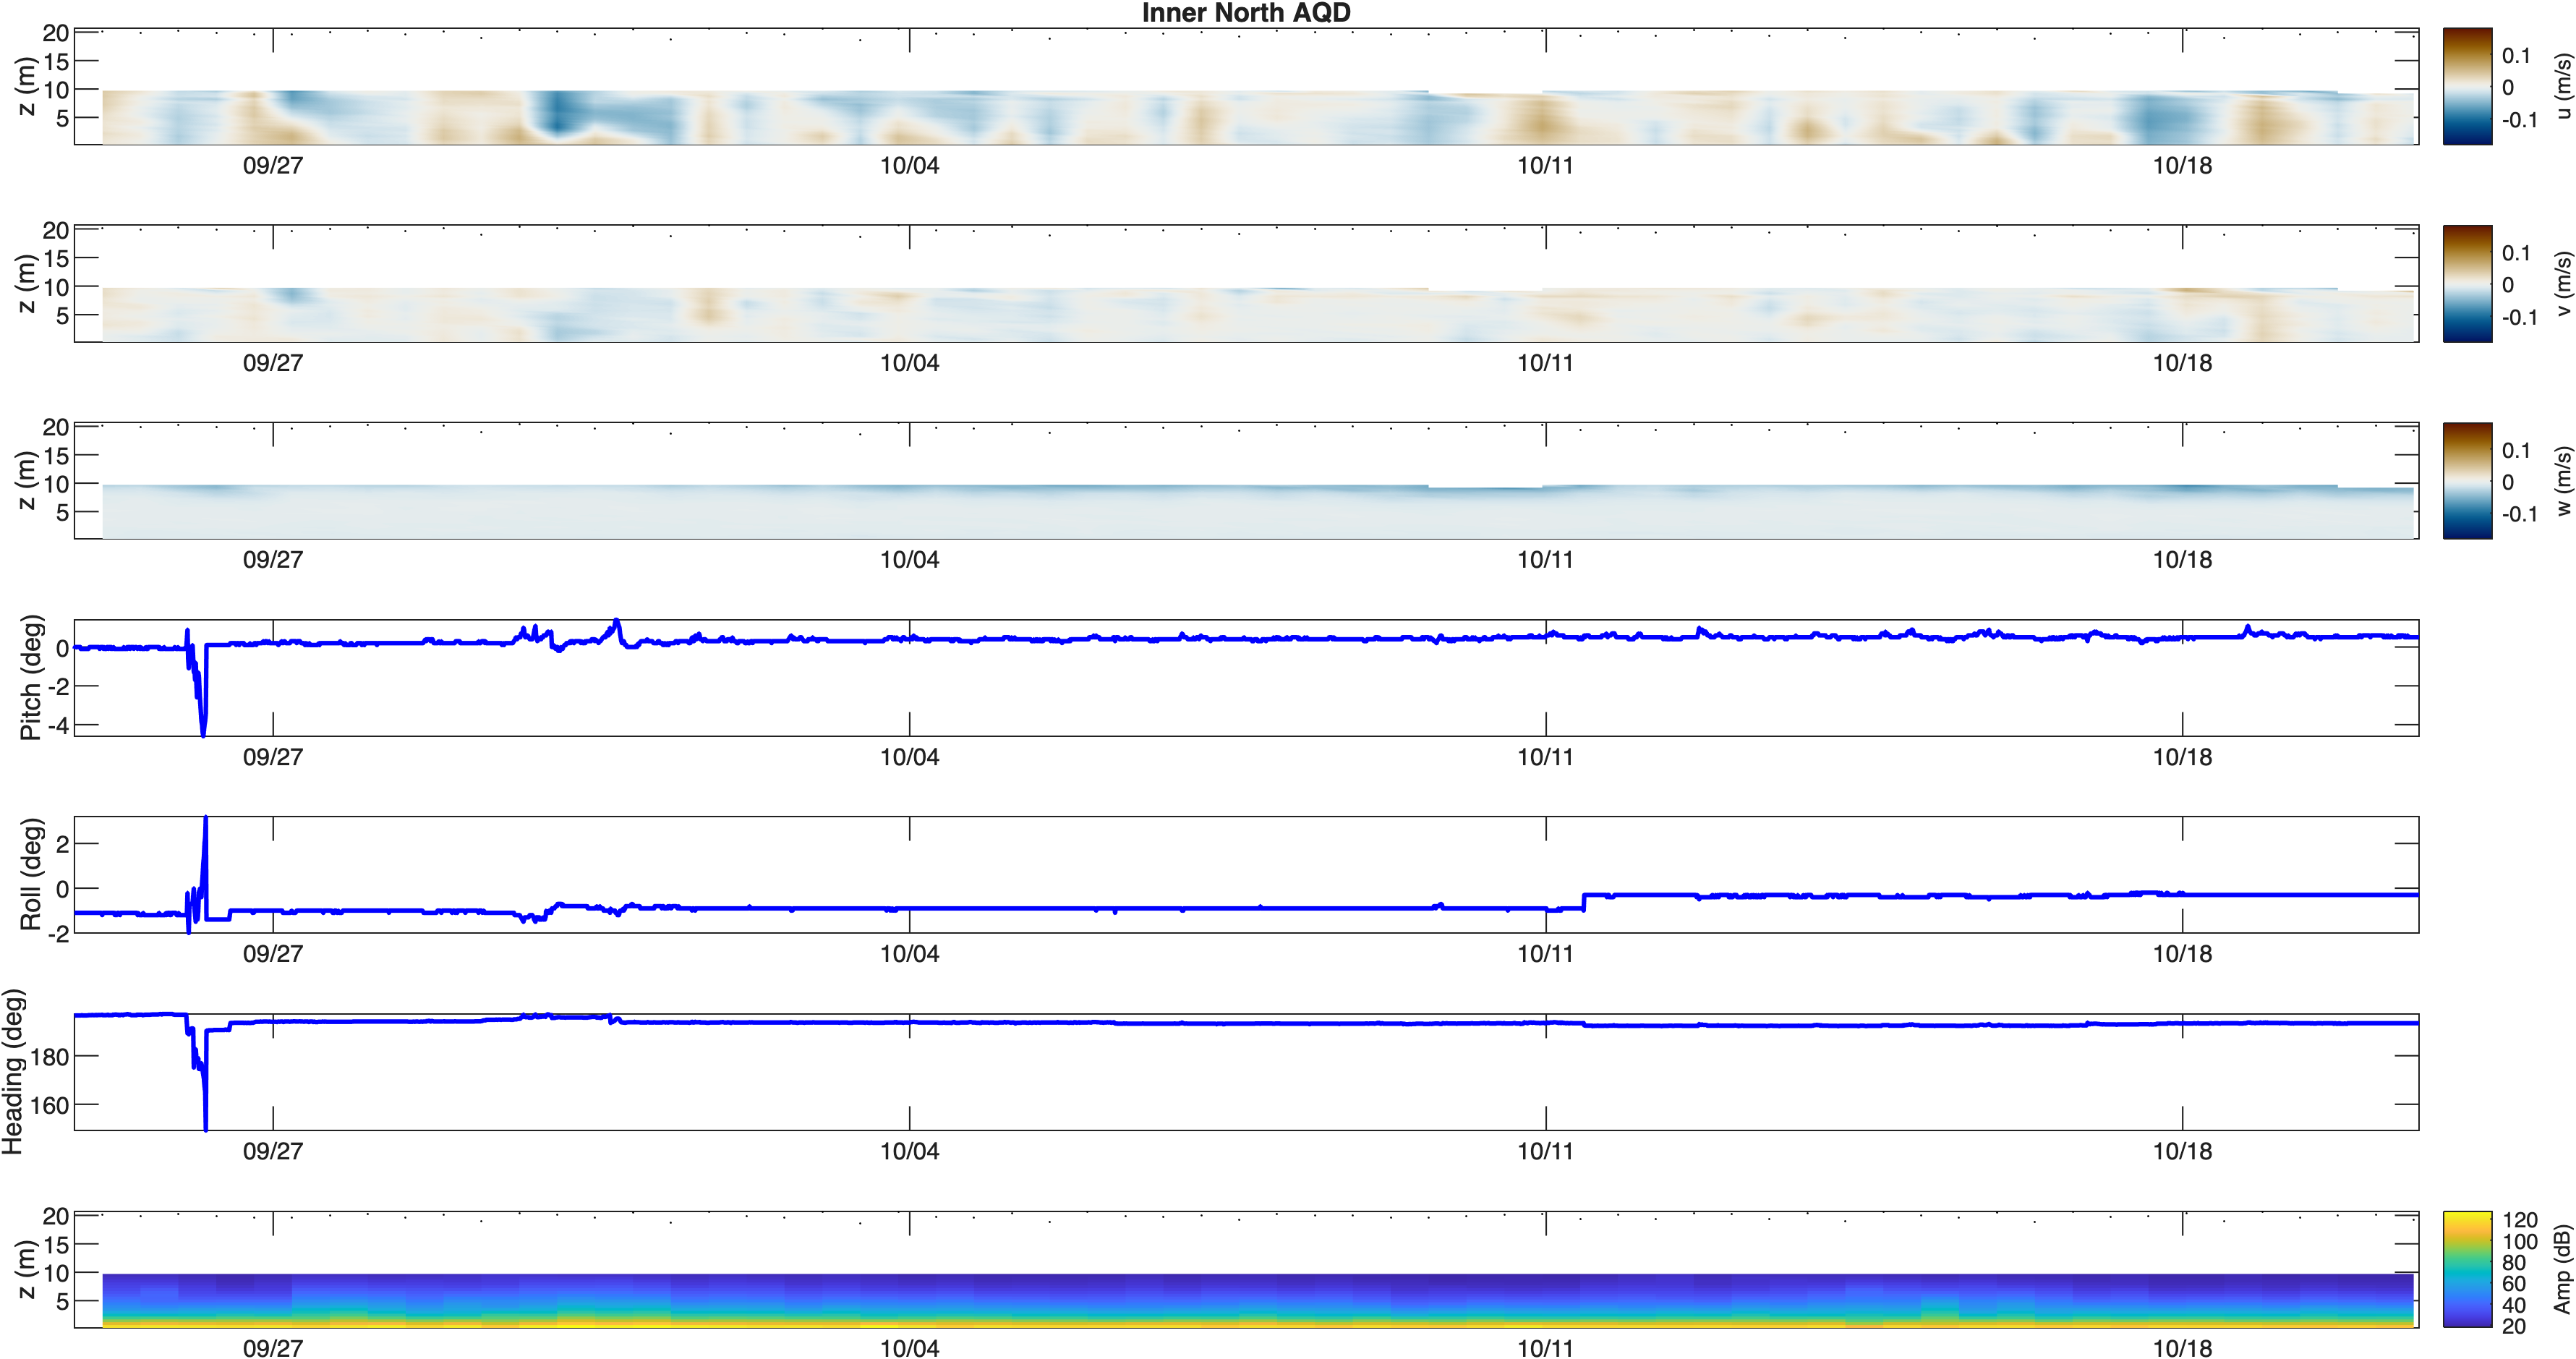 Inner North AQD
20
15
10
5
z (m)
09/27 10/04 10/11 10/18
0.1
0
-0.1
u (m/s)
20
15
10
5
z (m)
09/27 10/04 10/11 10/18
0.1
0
-0.1
v (m/s)
20
15
10
5
z (m)
09/27 10/04 10/11 10/18
0.1
0
-0.1
w (m/s)
0
-2
-4
Pitch (deg)
09/27 10/04 10/11 10/18
2
0
-2
Roll (deg)
09/27 10/04 10/11 10/18
180
160
Heading (deg)
09/27 10/04 10/11 10/18
20
15
10
5
z (m)
09/27 10/04 10/11 10/18
120
100
80
60
40
20
Amp (dB)